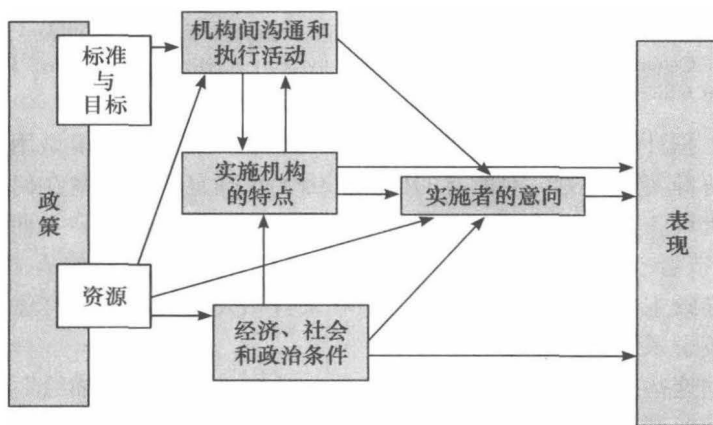 机构间沟通和
执行活动
标准
与
目标
实施机构
的特点
实施者的意向
政策
表现
资源
经济、社会
和政治条件